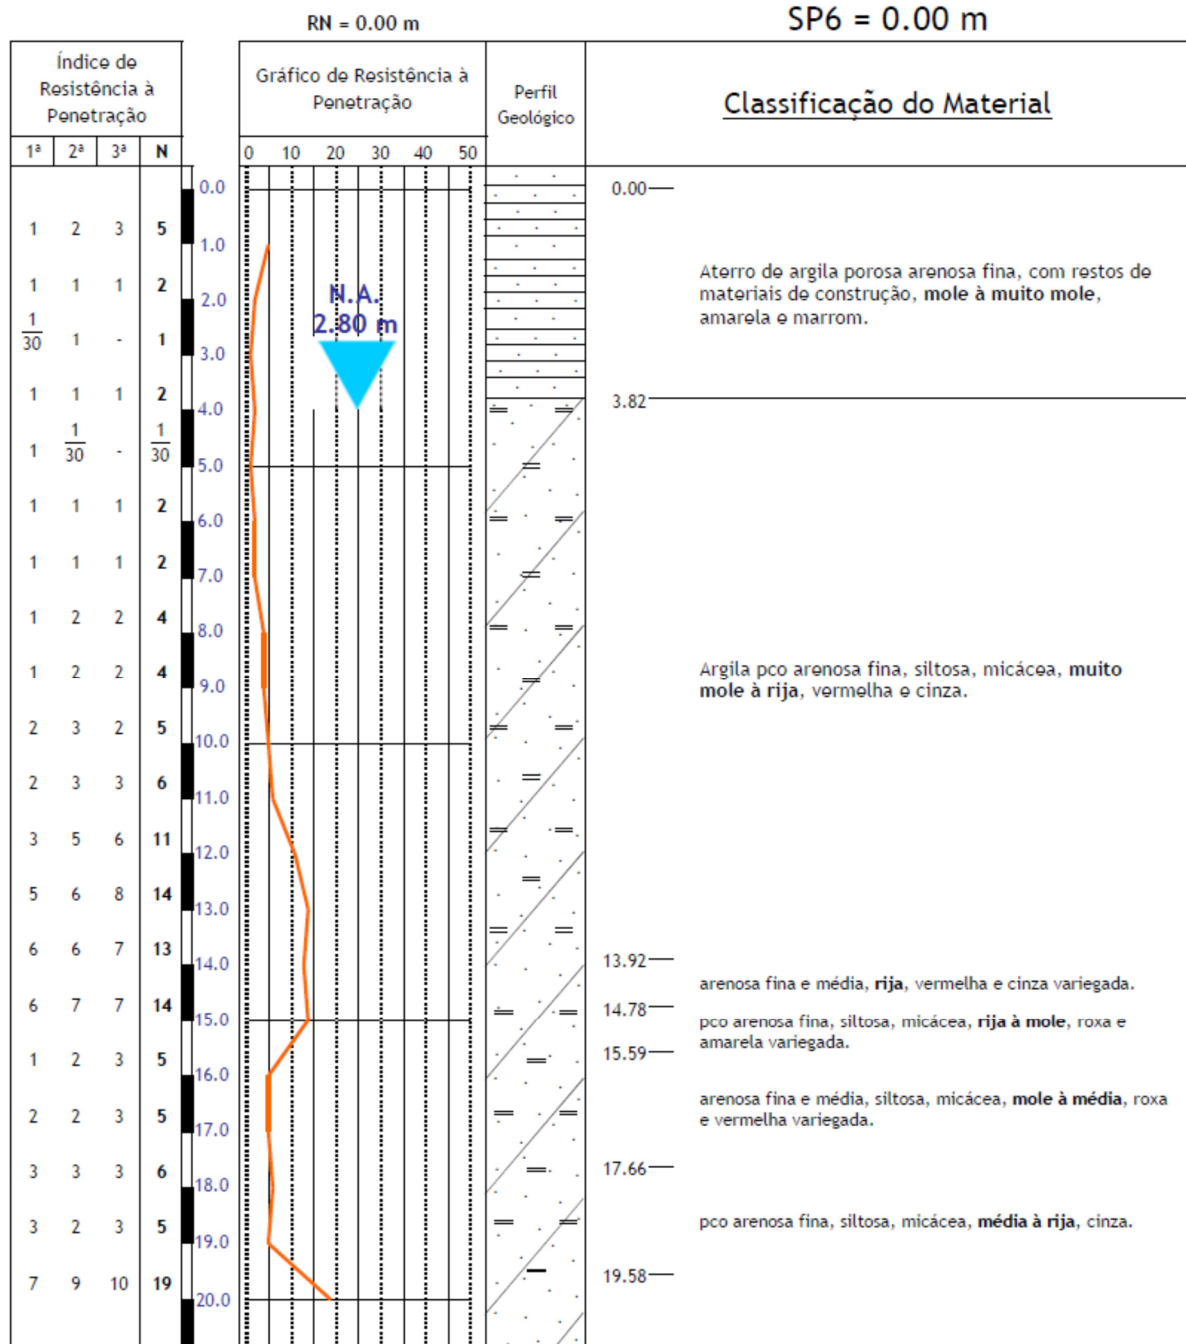 RN = 0.00 m
SP6 = 0.00 m
Índice de
Resistência à
Penetração
Gráfico de Resistência à
Penetração
Perfil
Geológico
Classificação do Material
1ª 2ª 3ª N
0 10 20 30 40 50
0.0
0.00
1 2 3 5
1.0
Aterro de argila porosa arenosa fina, com restos de
materiais de construção, mole à muito mole,
amarela e marrom.
1 1 1 2
N.A.
2.0
2.80 m
1/30 1 - 1
3.0
1 1 1 2
3.82
4.0
1 1/30 - 1/30
5.0
1 1 1 2
6.0
1 1 1 2
7.0
1 2 2 4
8.0
1 2 2 4
Argila pco arenosa fina, siltosa, micácea, muito
mole à rija, vermelha e cinza.
9.0
2 3 2 5
10.0
2 3 3 6
11.0
3 5 6 11
12.0
5 6 8 14
13.0
6 6 7 13
13.92
14.0
arenosa fina e média, rija, vermelha e cinza variegada.
6 7 7 14
14.78
15.0
pco arenosa fina, siltosa, micácea, rija à mole, roxa e
amarela variegada.
15.59
1 2 3 5
16.0
arenosa fina e média, siltosa, micácea, mole à média, roxa
e vermelha variegada.
2 2 3 5
17.0
17.66
3 3 3 6
18.0
3 2 3 5
pco arenosa fina, siltosa, micácea, média à rija, cinza.
19.0
19.58
7 9 10 19
20.0